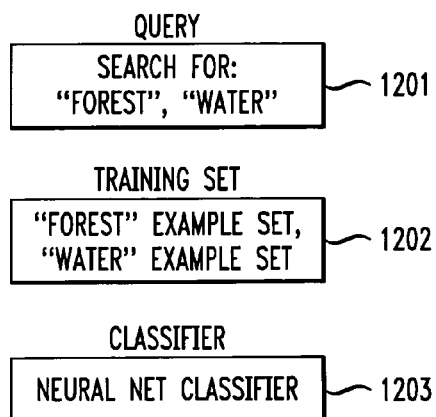 QUERY
SEARCH FOR:
“FOREST”, “WATER”
1201
TRAINING SET
“FOREST” EXAMPLE SET,
“WATER” EXAMPLE SET
1202
CLASSIFIER
NEURAL NET CLASSIFIER
1203